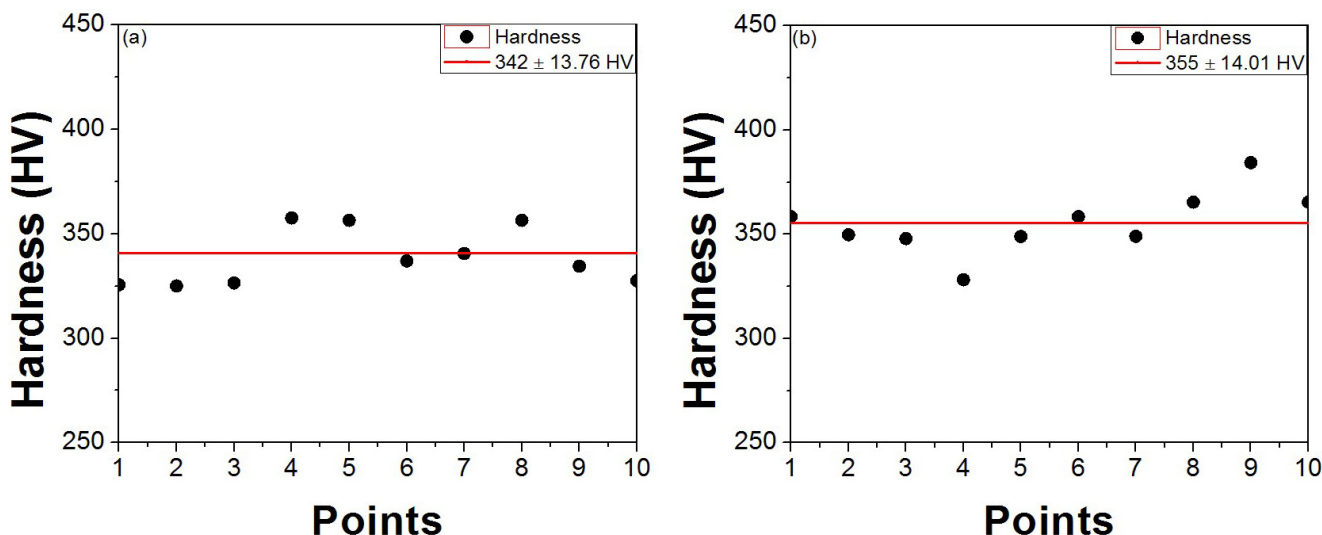 (a)
Hardness
342 ± 13.76 HV
450
400
350
300
250
Hardness (HV)
1 2 3 4 5 6 7 8 9 10
Points
(b)
Hardness
355 ± 14.01 HV
450
400
350
300
250
Hardness (HV)
1 2 3 4 5 6 7 8 9 10
Points